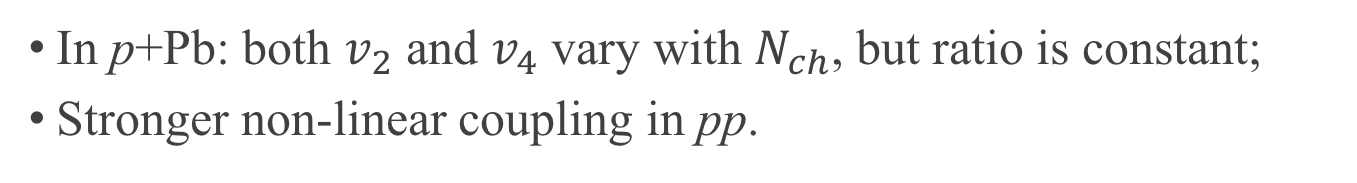 • In p+Pb: both 𝑣₂ and 𝑣₄ vary with 𝑁𝑐ℎ, but ratio is constant;
• Stronger non-linear coupling in pp.